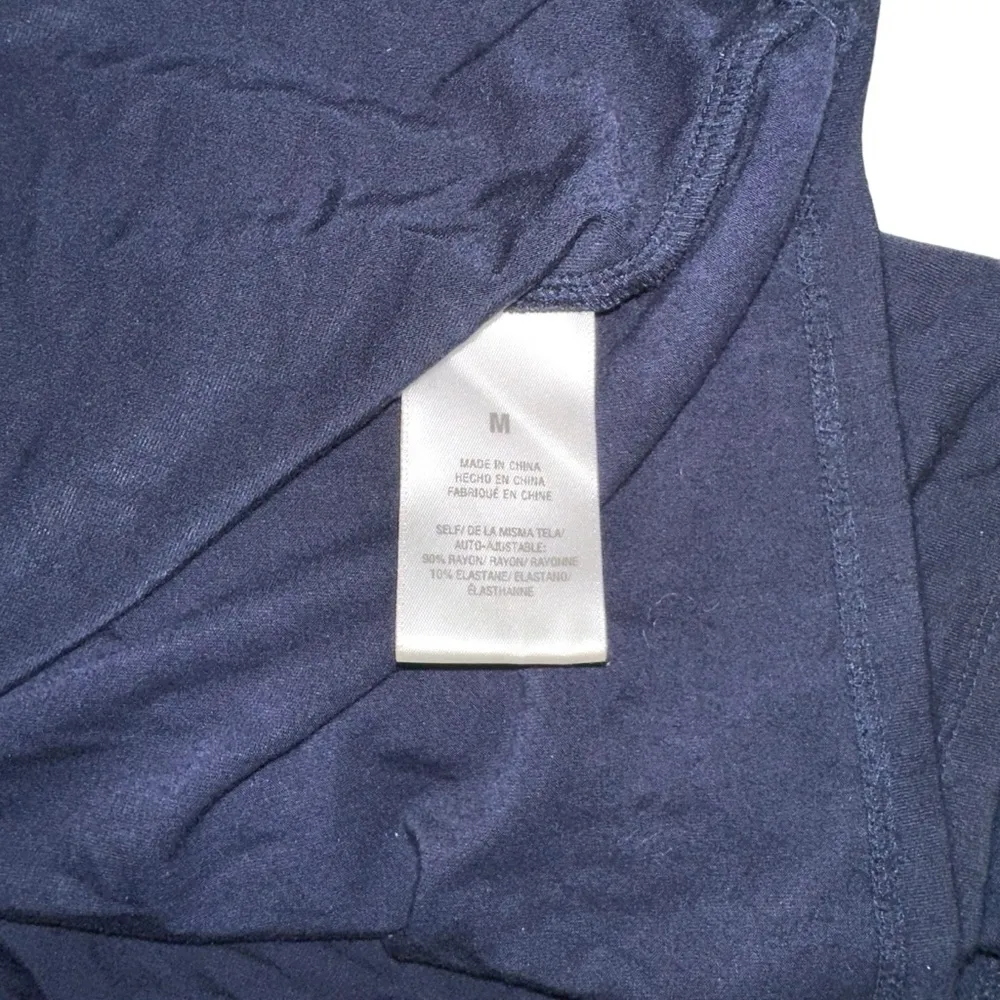 M
MADE IN CHINA
HECHO EN CHINA
FABRIQUÉ EN CHINE
SELF/ DE LA MISMA TELA/
AUTO-AJUSTABLE:
90% RAYON/ RAYON/ RAYONNE
10% ELASTANE/ ELASTANO/
ÉLASTHANNE